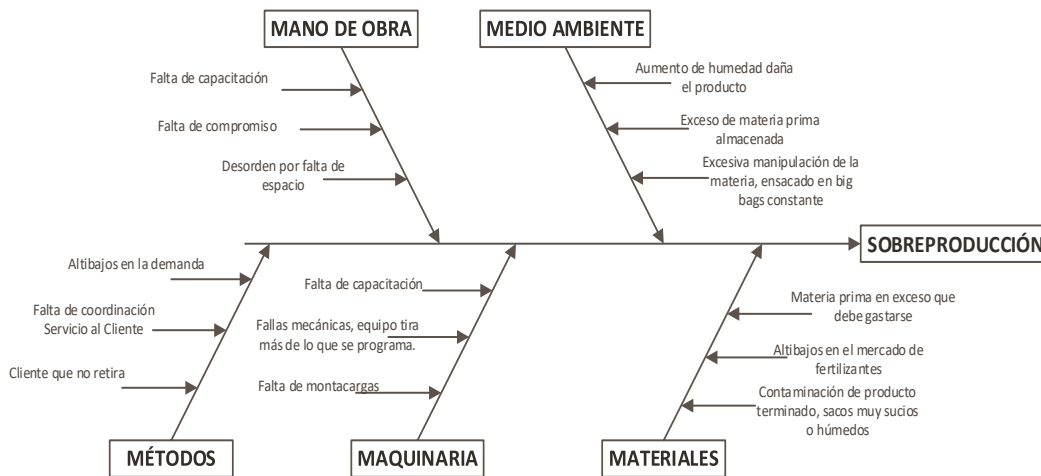 MANO DE OBRA
MEDIO AMBIENTE
Falta de capacitación
Falta de compromiso
Desorden por falta de
espacio
Aumento de humedad daña
el producto
Exceso de materia prima
almacenada
Excesiva manipulación de la
materia, ensacado en big
bags constante
SOBREPRODUCCIÓN
Altibajos en la demanda
Falta de coordinación
Servicio al Cliente
Cliente que no retira
Falta de capacitación
Fallas mecánicas, equipo tira
más de lo que se programa.
Falta de montacargas
Materia prima en exceso que
debe gastarse
Altibajos en el mercado de
fertilizantes
Contaminación de producto
terminado, sacos muy sucios
o húmedos
MÉTODOS
MAQUINARIA
MATERIALES